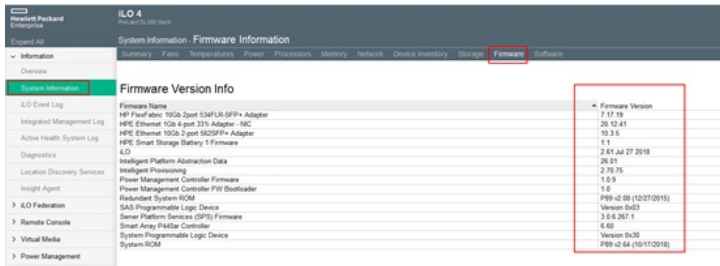 Hewlett Packard
Enterprise
iLO 4
ProLiant DL380 Gen9
Expand All
System Information - Firmware Information
Information
Summary Fans Temperatures Power Processors Memory Network Device Inventory Storage Firmware Software
Overview
System Information
iLO Event Log
Integrated Management Log
Active Health System Log
Diagnostics
Location Discovery Services
Insight Agent
iLO Federation
Remote Console
Virtual Media
Power Management
Firmware Version Info
Firmware Name Firmware Version
HP FlexFabric 10Gb 2-port 534FLR-SFP+ Adapter 7.17.19
HPE Ethernet 1Gb 4-port 331i Adapter - NIC 20.12.41
HPE Ethernet 10Gb 2-port 562SFP+ Adapter 10.3.5
HPE Smart Storage Battery 1 Firmware 1.1
iLO 2.61 Jul 27 2018
Intelligent Platform Abstraction Data 26.01
Intelligent Provisioning 2.70.75
Power Management Controller Firmware 1.0.9
Power Management Controller FW Bootloader 1.0
Redundant System ROM P89 v2.00 (12/27/2015)
SAS Programmable Logic Device Version 0x03
Server Platform Services (SPS) Firmware 3.0.6.267.1
Smart Array P440ar Controller 6.60
System Programmable Logic Device Version 0x30
System ROM P89 v2.64 (10/17/2018)